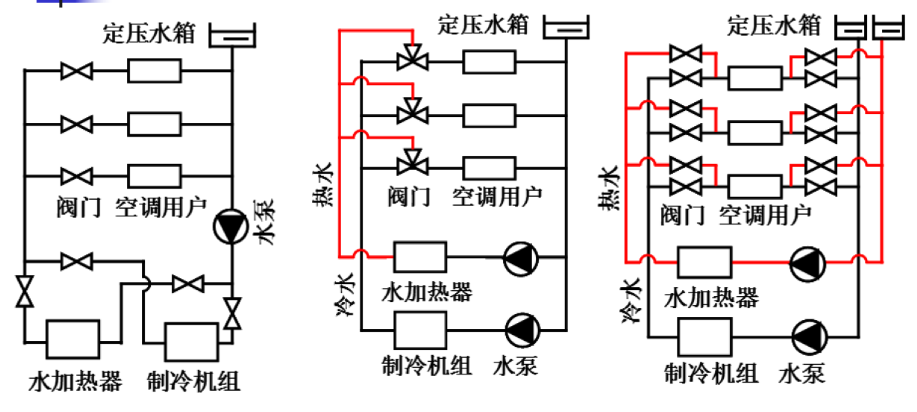 定压水箱
阀门
空调用户
水泵
水加热器
制冷机组
定压水箱
热水
阀门
空调用户
冷水
水加热器
制冷机组
水泵
定压水箱
热水
阀门
空调用户
冷水
水加热器
制冷机组
水泵